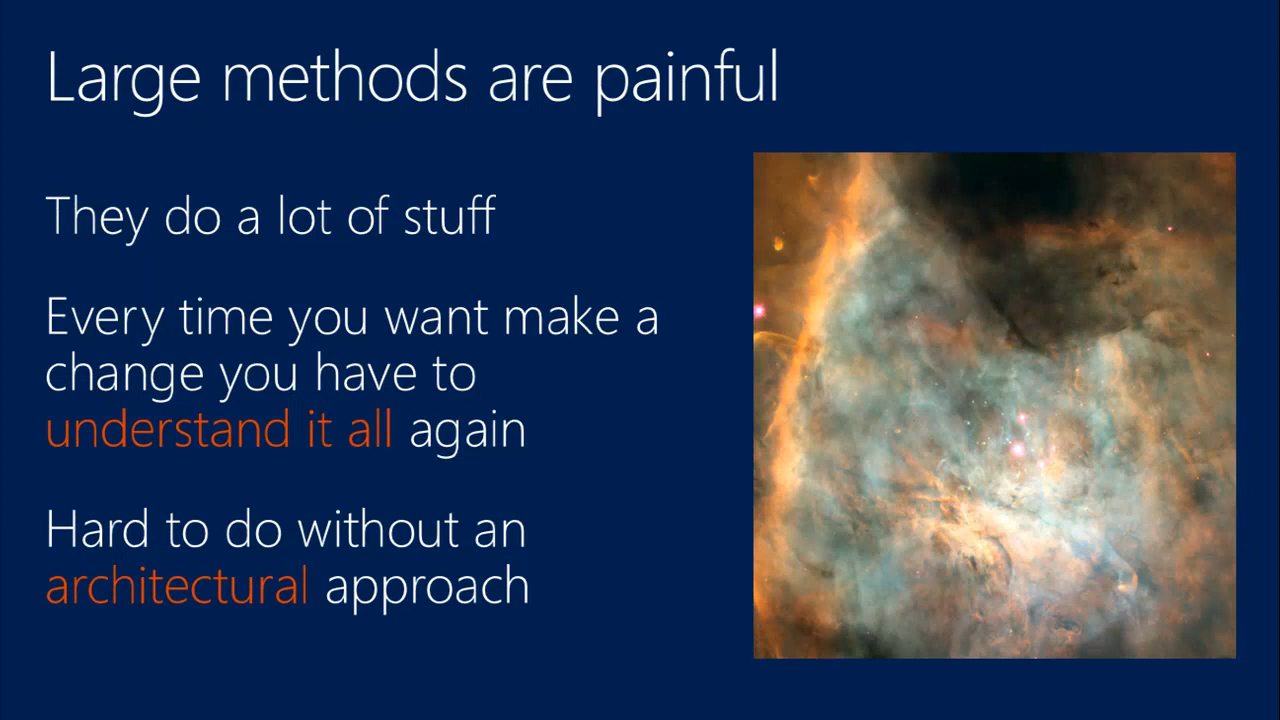 Large methods are painful
They do a lot of stuff
Every time you want make a
change you have to
understand it all again
Hard to do without an
architectural approach